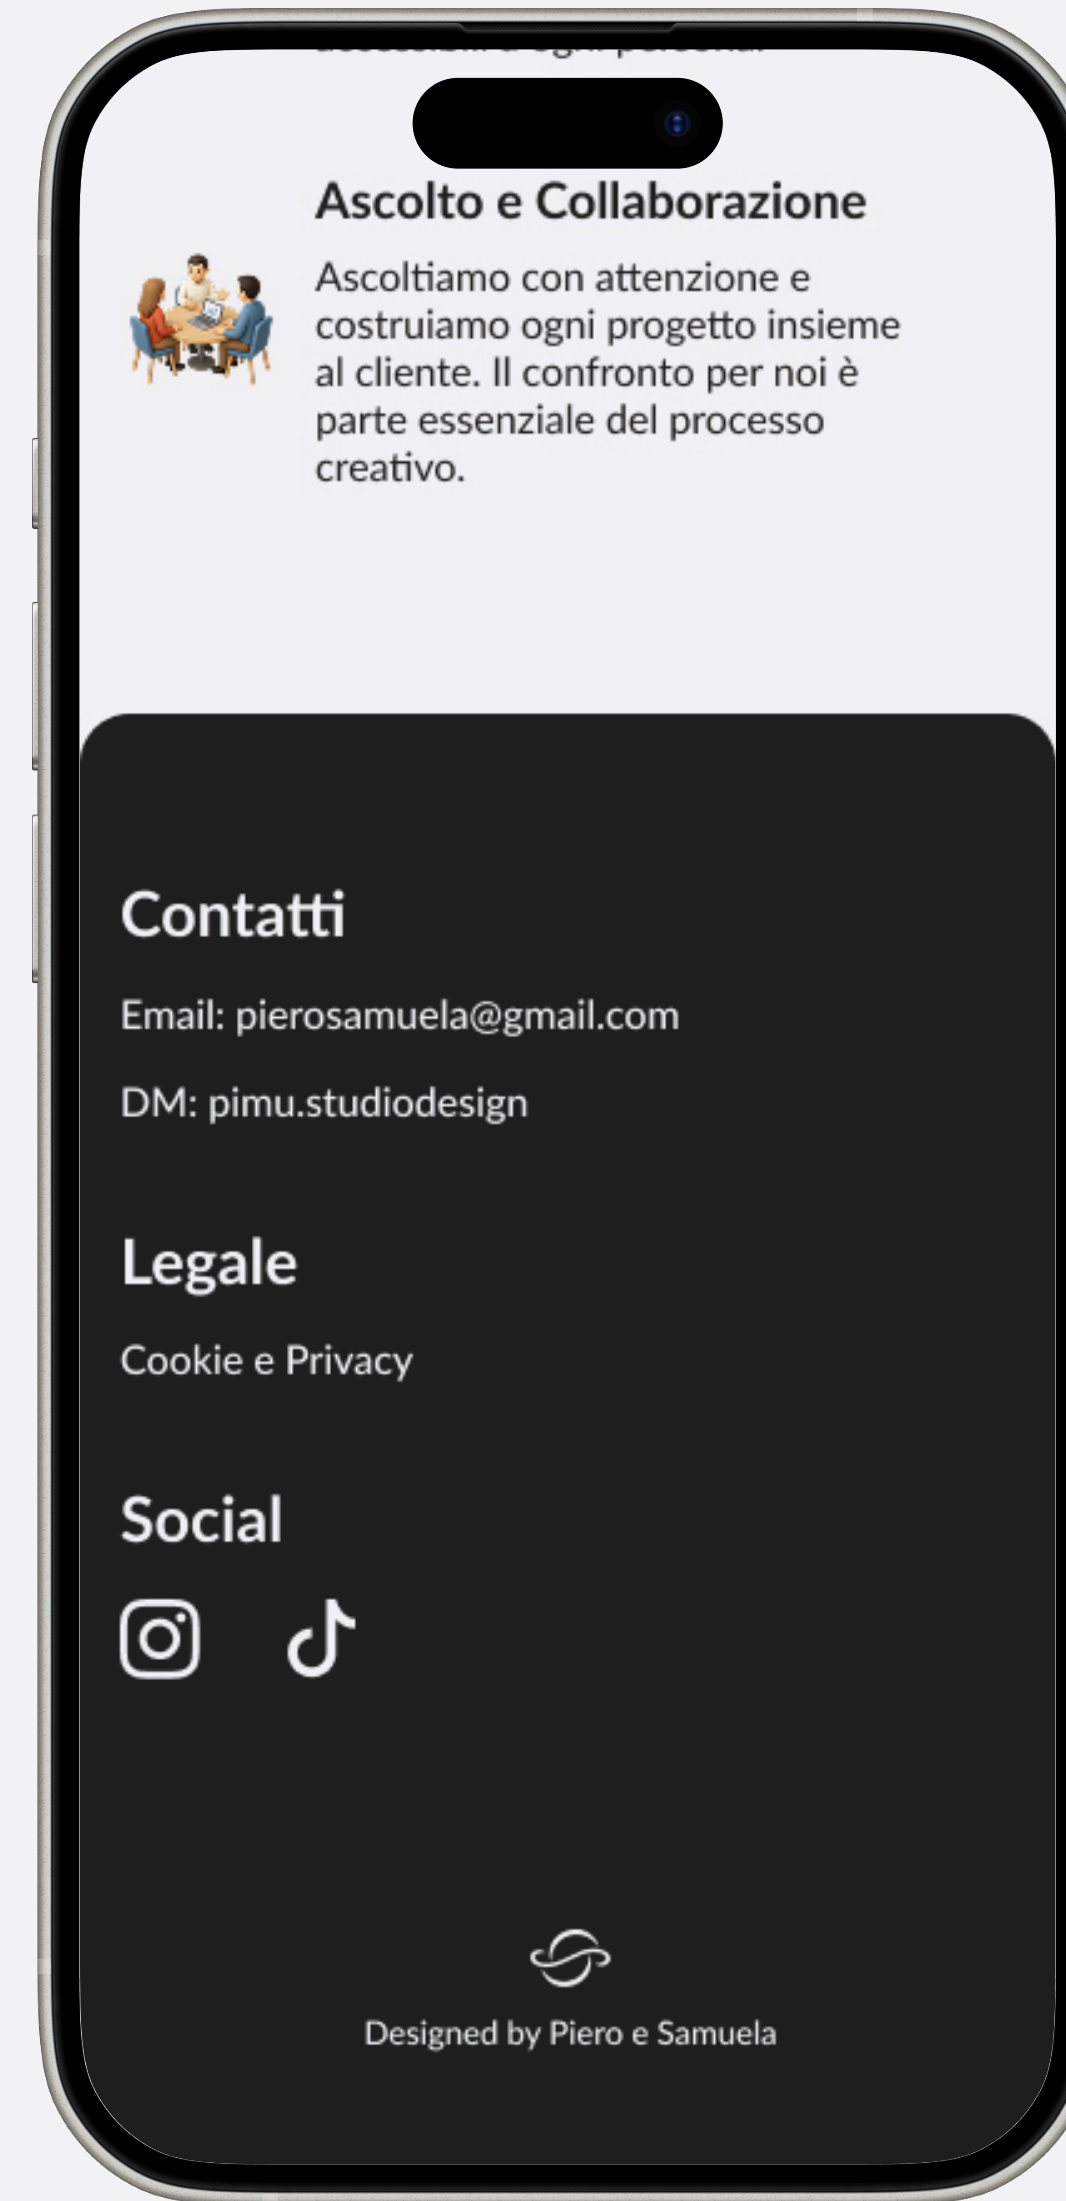 Ascolto e Collaborazione
Ascoltiamo con attenzione e
costruiamo ogni progetto insieme
al cliente. Il confronto per noi è
parte essenziale del processo
creativo.
Contatti
Email: pierosamuela@gmail.com
DM: pimu.studiodesign
Legale
Cookie e Privacy
Social
Designed by Piero e Samuela